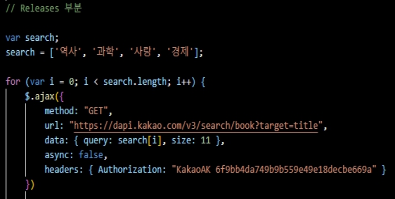 // Releases 부분
var search;
search = ['역사', '과학', '사랑', '경제'];
for (var i = 0; i < search.length; i++) {
$.ajax({
method: "GET",
url: "https://dapi.kakao.com/v3/search/book?target=title",
data: { query: search[i], size: 11 },
async: false,
headers: { Authorization: "KakaoAK 6f9bb4da749b9b559e49e18decbe669a" }
})